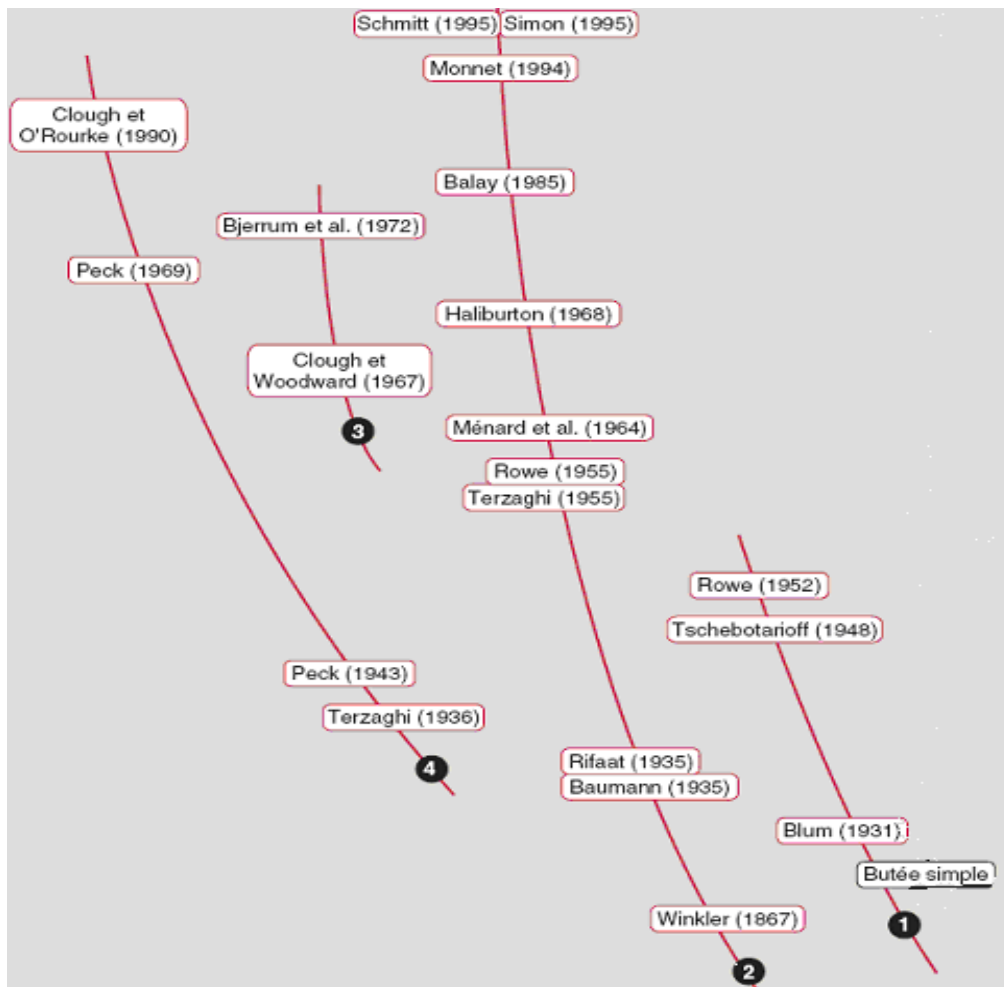 Schmitt (1995) Simon (1995)
Monnet (1994)
Clough et
O'Rourke (1990)
Balay (1985)
Bjerrum et al. (1972)
Peck (1969)
Haliburton (1968)
Clough et
Woodward (1967)
3
Ménard et al. (1964)
Rowe (1955)
Terzaghi (1955)
Rowe (1952)
Tschebotarioff (1948)
Peck (1943)
Terzaghi (1936)
4
Rifaat (1935)
Baumann (1935)
Blum (1931)
Butée simple
Winkler (1867)
1
2